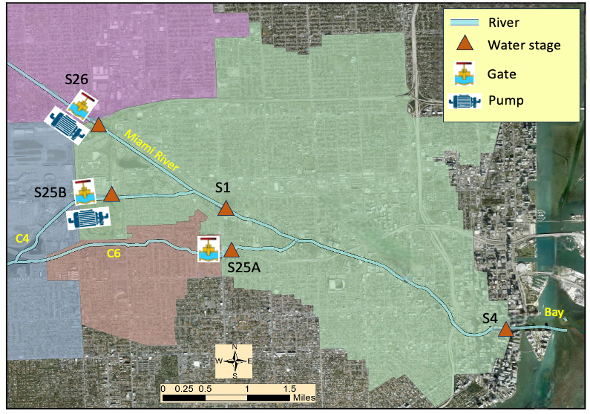 River
Water stage
Gate
Pump
S26
Miami River
S25B
S1
C4
C6
S25A
S4
Bay
N
W E
S
0 0.25 0.5 1 1.5
Miles